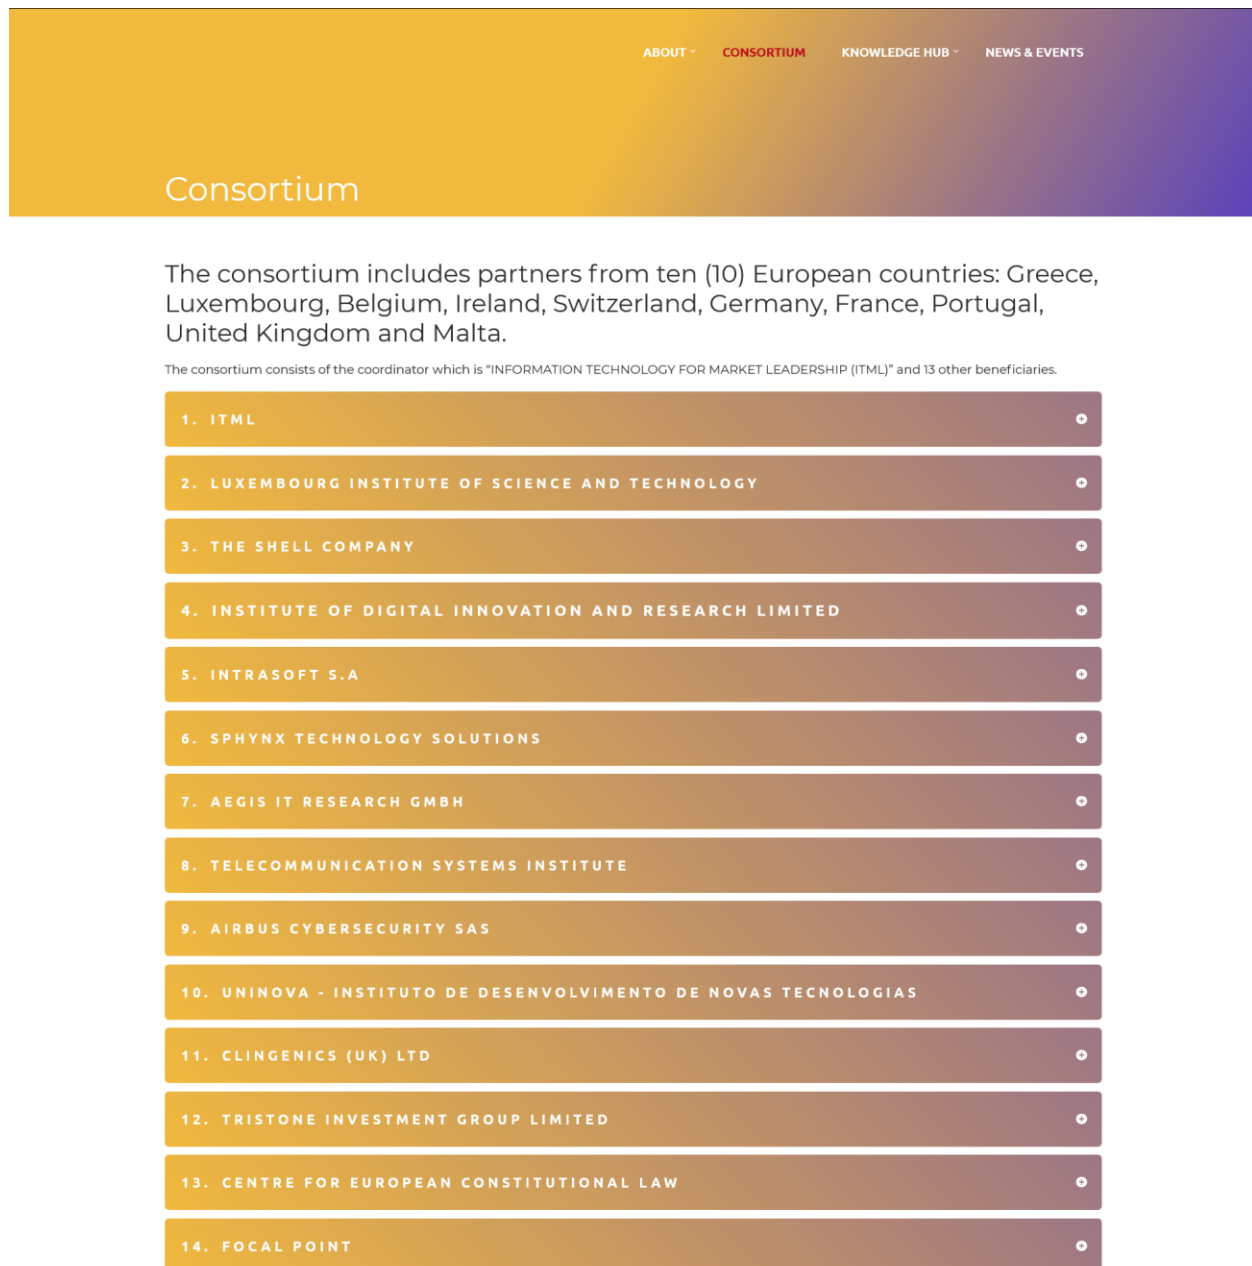 ABOUT
CONSORTIUM
KNOWLEDGE HUB
NEWS & EVENTS
Consortium
The consortium includes partners from ten (10) European countries: Greece,
Luxembourg, Belgium, Ireland, Switzerland, Germany, France, Portugal,
United Kingdom and Malta.
The consortium consists of the coordinator which is “INFORMATION TECHNOLOGY FOR MARKET LEADERSHIP (ITML)” and 13 other beneficiaries.
1. ITML
2. LUXEMBOURG INSTITUTE OF SCIENCE AND TECHNOLOGY
3. THE SHELL COMPANY
4. INSTITUTE OF DIGITAL INNOVATION AND RESEARCH LIMITED
5. INTRASOFT S.A
6. SPHYNX TECHNOLOGY SOLUTIONS
7. AEGIS IT RESEARCH GMBH
8. TELECOMMUNICATION SYSTEMS INSTITUTE
9. AIRBUS CYBERSECURITY SAS
10. UNINOVA - INSTITUTO DE DESENVOLVIMENTO DE NOVAS TECNOLOGIAS
11. CLINGENICS (UK) LTD
12. TRISTONE INVESTMENT GROUP LIMITED
13. CENTRE FOR EUROPEAN CONSTITUTIONAL LAW
14. FOCAL POINT